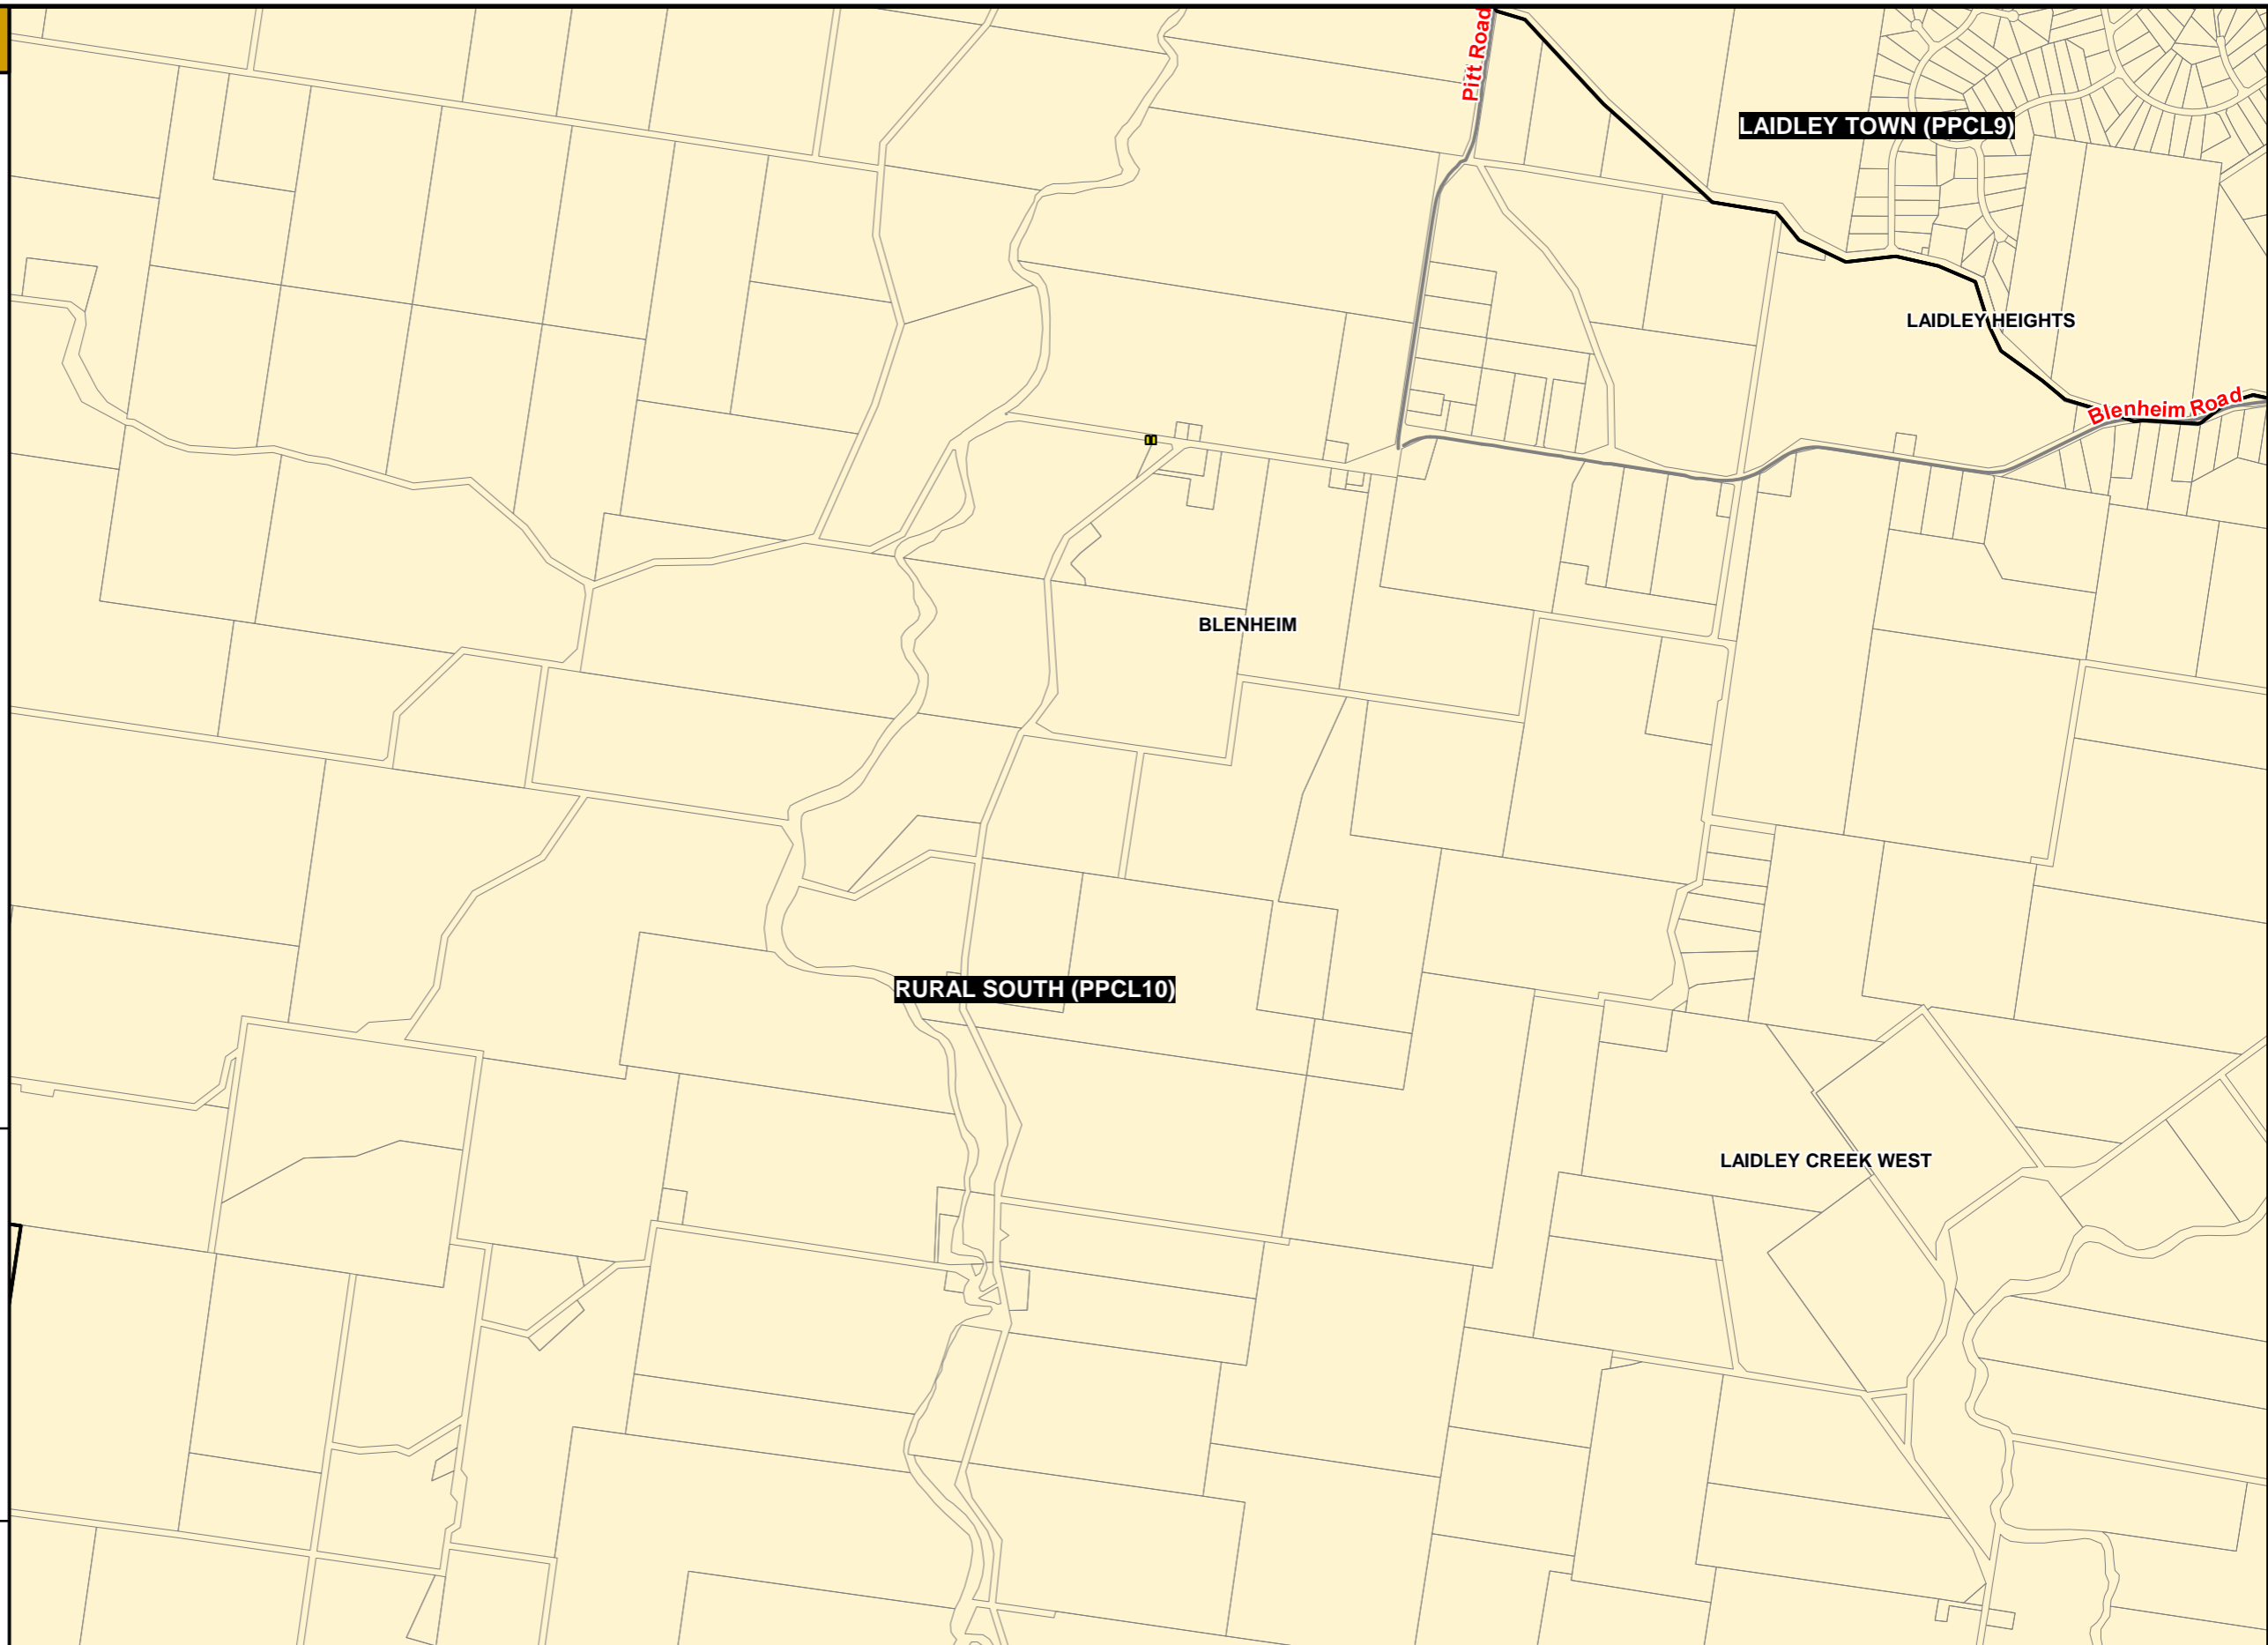 Pitt Road
LAIDLEY TOWN (PPCL9)
LAIDLEY HEIGHTS
Blenheim Road
BLENHEIM
RURAL SOUTH (PPCL10)
LAIDLEY CREEK WEST